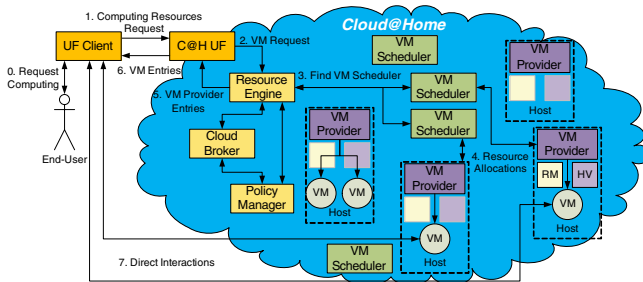 Cloud@Home
1. Computing Resources
Request
UF Client
C@H UF
2. VM Request
6. VM Entries
0. Request
Computing
End-User
5. VM Provider
Entries
Resource
Engine
3. Find VM Scheduler
VM
Scheduler
VM
Scheduler
VM
Scheduler
VM
Provider
Host
Cloud
Broker
Policy
Manager
VM
Provider
VM
VM
Host
VM
Provider
VM
Host
4. Resource
Allocations
VM
Provider
RM
HV
VM
Host
VM
Scheduler
7. Direct Interactions